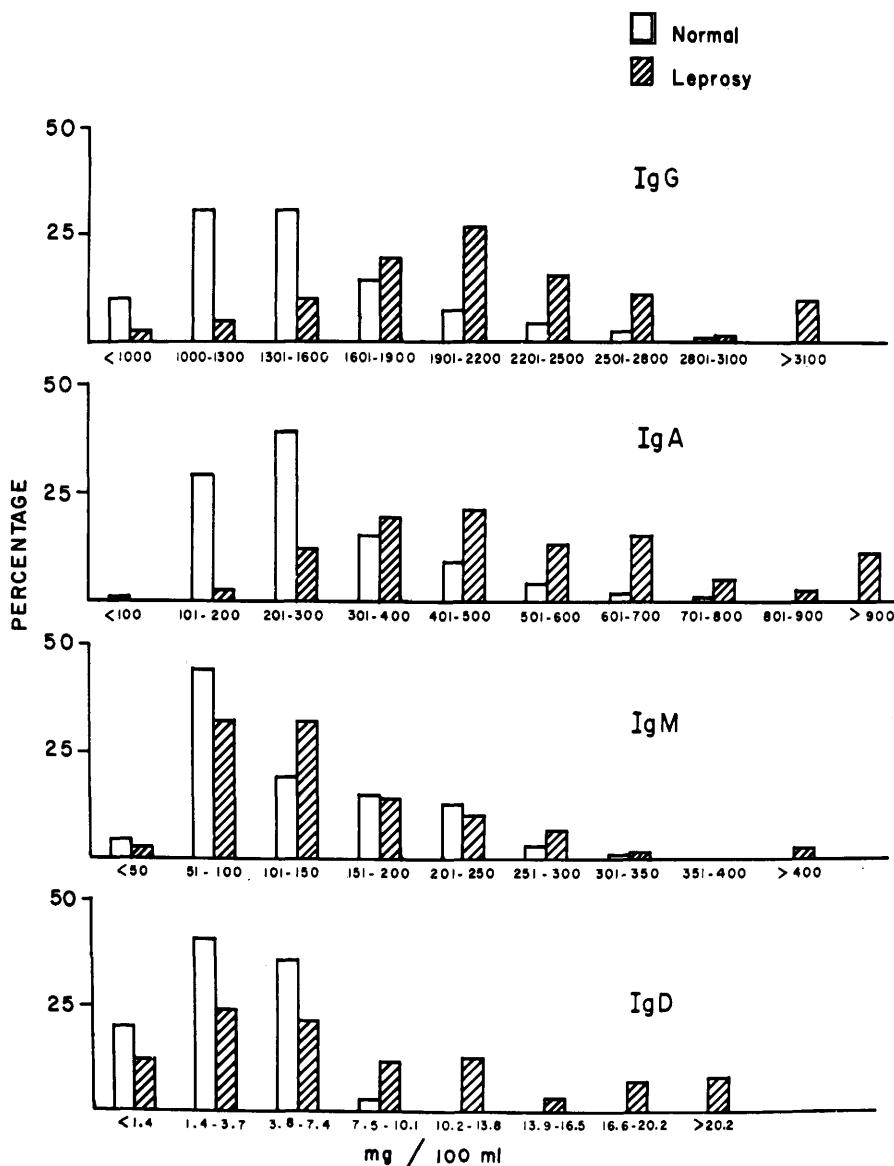 Normal
Leprosy
50
25
IgG
<1000 1000-1300 1301-1600 1601-1900 1901-2200 2201-2500 2501-2800 2801-3100 >3100
50
25
IgA
<100 101-200 201-300 301-400 401-500 501-600 601-700 701-800 801-900 >900
PERCENTAGE
50
25
IgM
<50 51-100 101-150 151-200 201-250 251-300 301-350 351-400 >400
50
25
IgD
<1.4 1.4-3.7 3.8-7.4 7.5-10.1 10.2-13.8 13.9-16.5 16.6-20.2 >20.2
mg / 100 ml